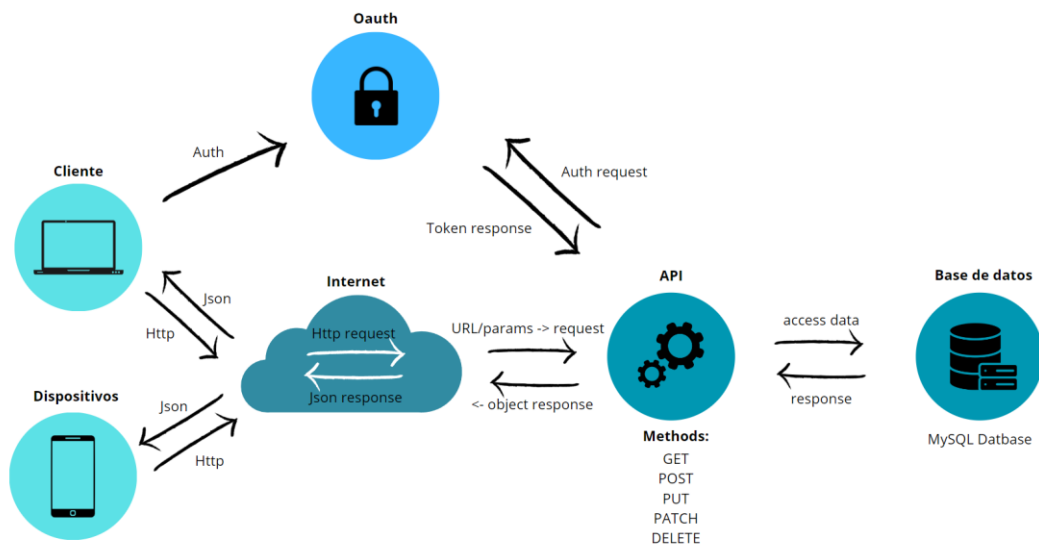 Oauth
Auth
Auth request
Token response
Cliente
Json
Http
Internet
Http request
Json response
URL/params -> request
<- object response
API
access data
response
Base de datos
MySQL Datbase
Dispositivos
Json
Http
Methods:
GET
POST
PUT
PATCH
DELETE